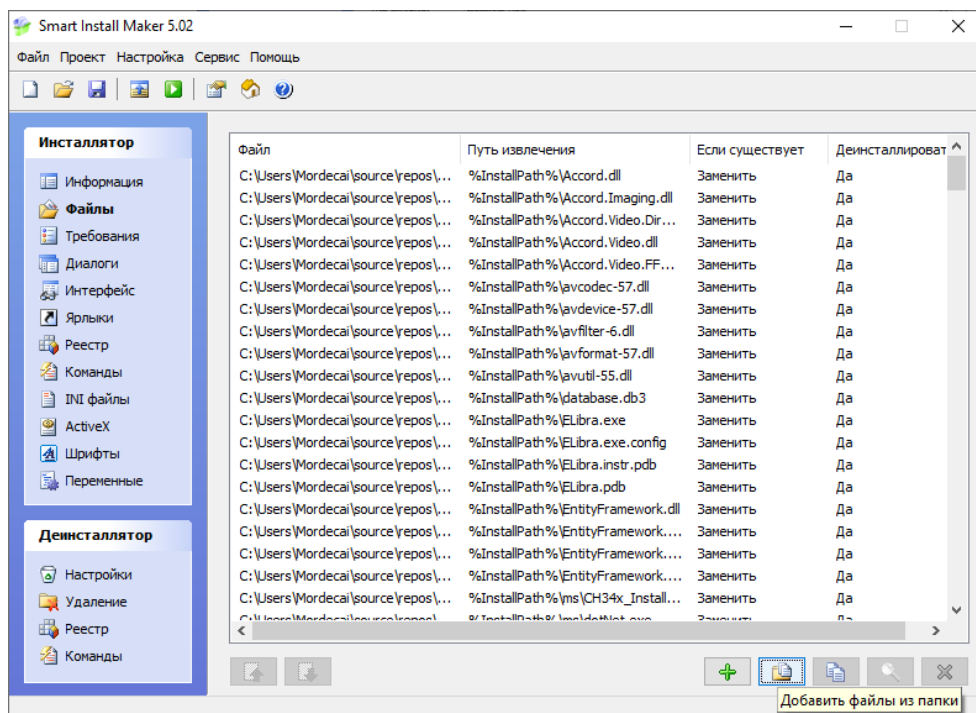 Smart Install Maker 5.02
Файл Проект Настройка Сервис Помощь
Инсталлятор
Информация
Файлы
Требования
Диалоги
Интерфейс
Ярлыки
Реестр
Команды
INI файлы
ActiveX
Шрифты
Переменные
Деинсталлятор
Настройки
Удаление
Реестр
Команды
Файл Путь извлечения Если существует Деинсталлироват
C:\Users\Mordecai\source\repos\... %InstallPath%\Accord.dll Заменить Да
C:\Users\Mordecai\source\repos\... %InstallPath%\Accord.Imaging.dll Заменить Да
C:\Users\Mordecai\source\repos\... %InstallPath%\Accord.Video.Dir... Заменить Да
C:\Users\Mordecai\source\repos\... %InstallPath%\Accord.Video.dll Заменить Да
C:\Users\Mordecai\source\repos\... %InstallPath%\Accord.Video.FF... Заменить Да
C:\Users\Mordecai\source\repos\... %InstallPath%\avcodec-57.dll Заменить Да
C:\Users\Mordecai\source\repos\... %InstallPath%\avdevice-57.dll Заменить Да
C:\Users\Mordecai\source\repos\... %InstallPath%\avfilter-6.dll Заменить Да
C:\Users\Mordecai\source\repos\... %InstallPath%\avformat-57.dll Заменить Да
C:\Users\Mordecai\source\repos\... %InstallPath%\avutil-55.dll Заменить Да
C:\Users\Mordecai\source\repos\... %InstallPath%\database.db3 Заменить Да
C:\Users\Mordecai\source\repos\... %InstallPath%\ELibra.exe Заменить Да
C:\Users\Mordecai\source\repos\... %InstallPath%\ELibra.exe.config Заменить Да
C:\Users\Mordecai\source\repos\... %InstallPath%\ELibra.instr.pdb Заменить Да
C:\Users\Mordecai\source\repos\... %InstallPath%\ELibra.pdb Заменить Да
C:\Users\Mordecai\source\repos\... %InstallPath%\EntityFramework.dll Заменить Да
C:\Users\Mordecai\source\repos\... %InstallPath%\EntityFramework.... Заменить Да
C:\Users\Mordecai\source\repos\... %InstallPath%\EntityFramework.... Заменить Да
C:\Users\Mordecai\source\repos\... %InstallPath%\EntityFramework.... Заменить Да
C:\Users\Mordecai\source\repos\... %InstallPath%\ms\CH34x_Install... Заменить Да
C:\Users\Mordecai\source\repos\... %InstallPath%\ms\dotNet.exe Заменить Да
Добавить файлы из папки